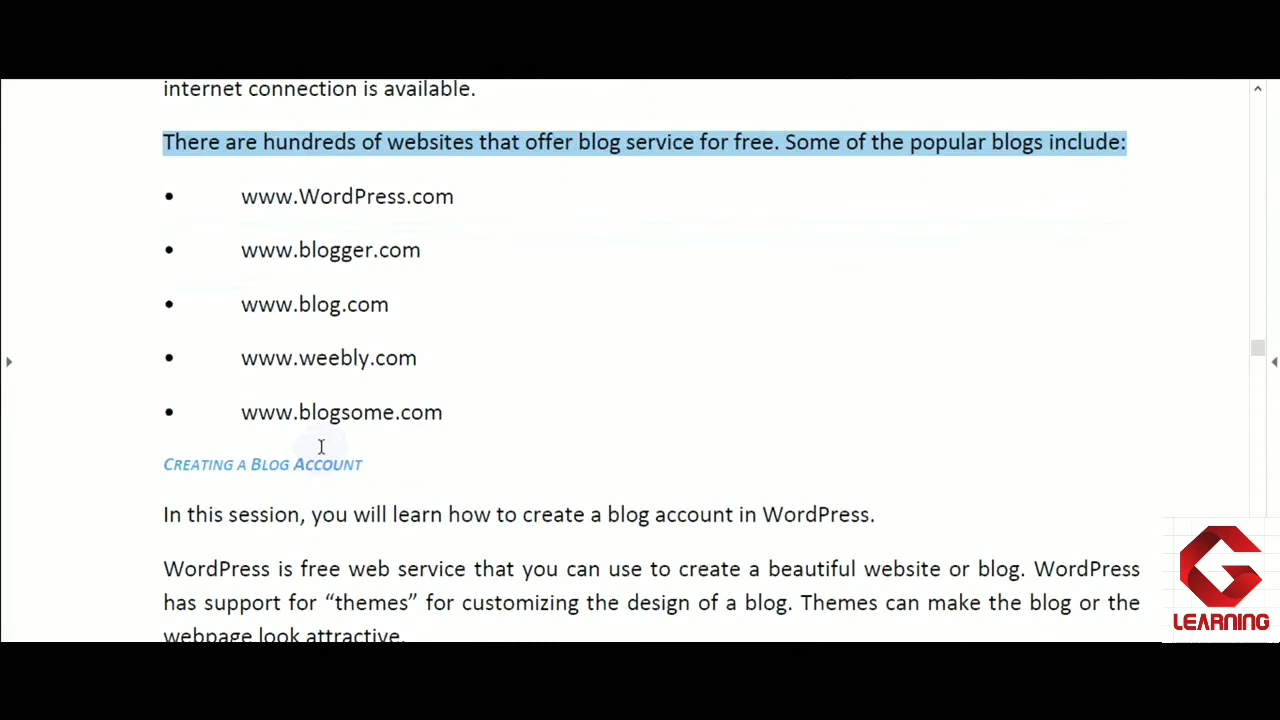 internet connection is available.
There are hundreds of websites that offer blog service for free. Some of the popular blogs include:
• www.WordPress.com
• www.blogger.com
• www.blog.com
• www.weebly.com
• www.blogsome.com
CREATING A BLOG ACCOUNT
In this session, you will learn how to create a blog account in WordPress.
WordPress is free web service that you can use to create a beautiful website or blog. WordPress
has support for “themes” for customizing the design of a blog. Themes can make the blog or the
webpage look attractive.
G
LEARNING